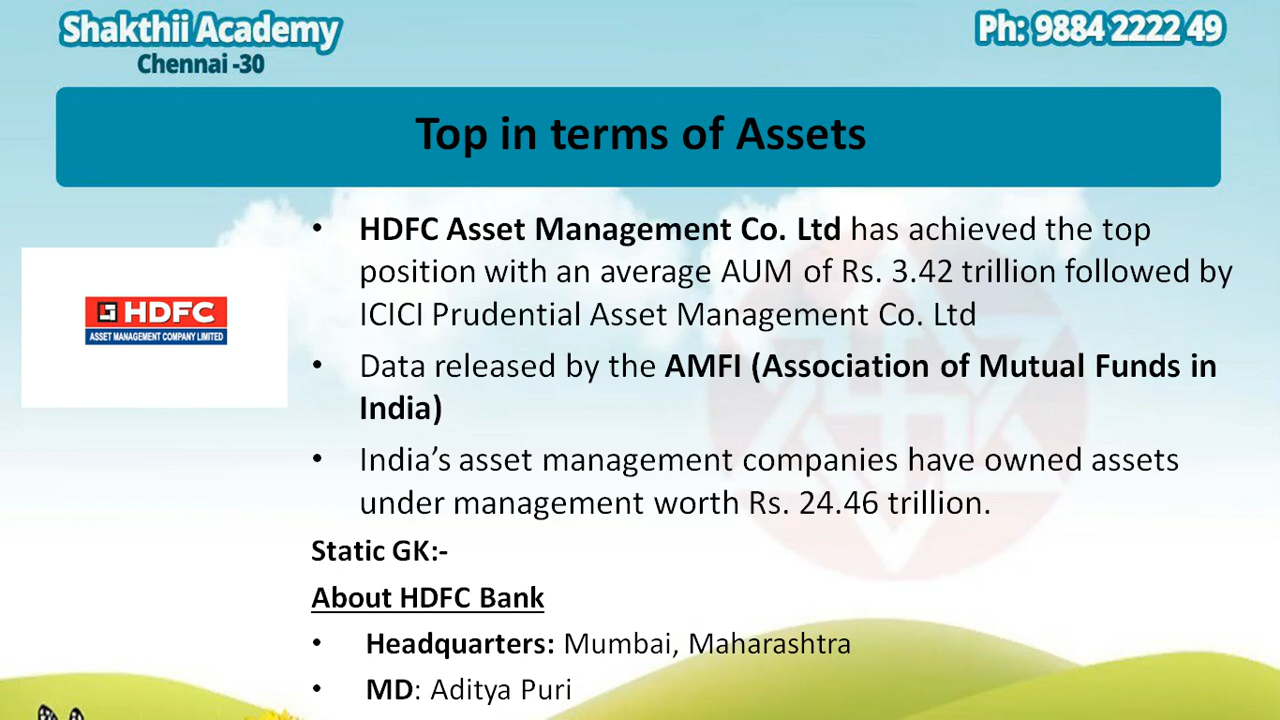 Shakthii Academy
Chennai -30
Ph: 9884 2222 49
Top in terms of Assets
HDFC
ASSET MANAGEMENT COMPANY LIMITED
• HDFC Asset Management Co. Ltd has achieved the top
position with an average AUM of Rs. 3.42 trillion followed by
ICICI Prudential Asset Management Co. Ltd
• Data released by the AMFI (Association of Mutual Funds in
India)
• India’s asset management companies have owned assets
under management worth Rs. 24.46 trillion.
Static GK:-
About HDFC Bank
• Headquarters: Mumbai, Maharashtra
• MD: Aditya Puri